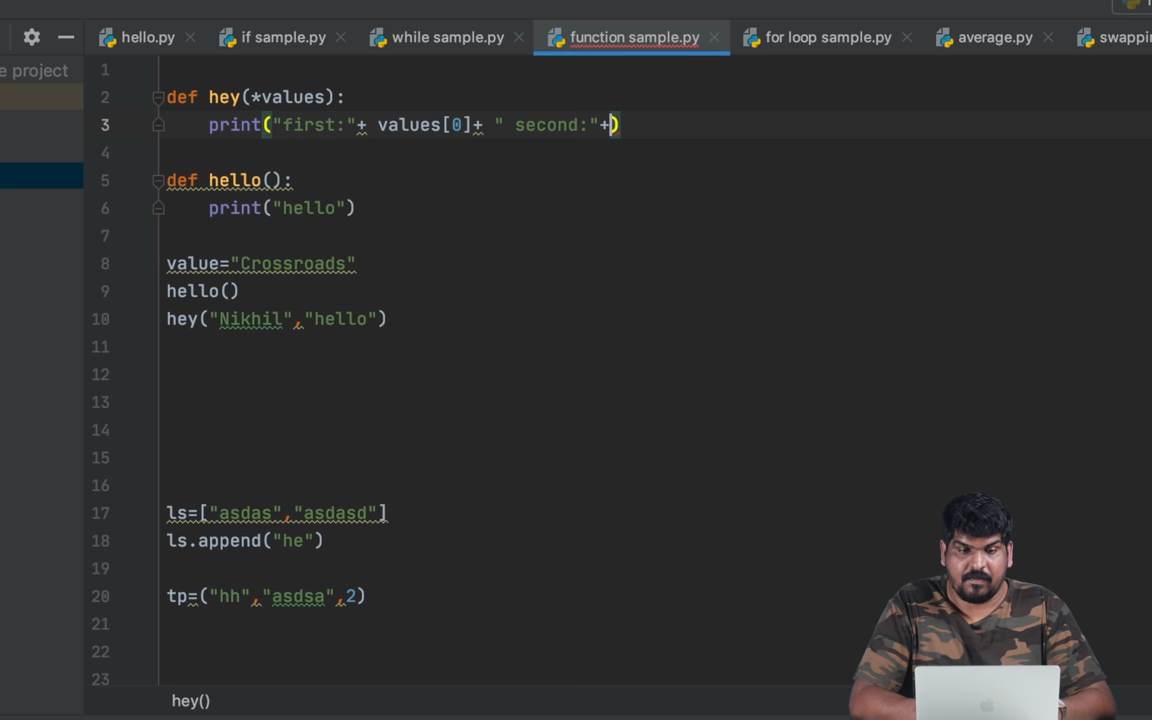 hello.py if sample.py while sample.py function sample.py for loop sample.py average.py
e project
1
2 def hey(*values):
3 print("first:"+ values[0]+ " second:"+)
4
5 def hello():
6 print("hello")
7
8 value="Crossroads"
9 hello()
10 hey("Nikhil","hello")
11
12
13
14
15
16
17 ls=["asdas","asdasd"]
18 ls.append("he")
19
20 tp=("hh","asdsa",2)
21
22
23
hey()